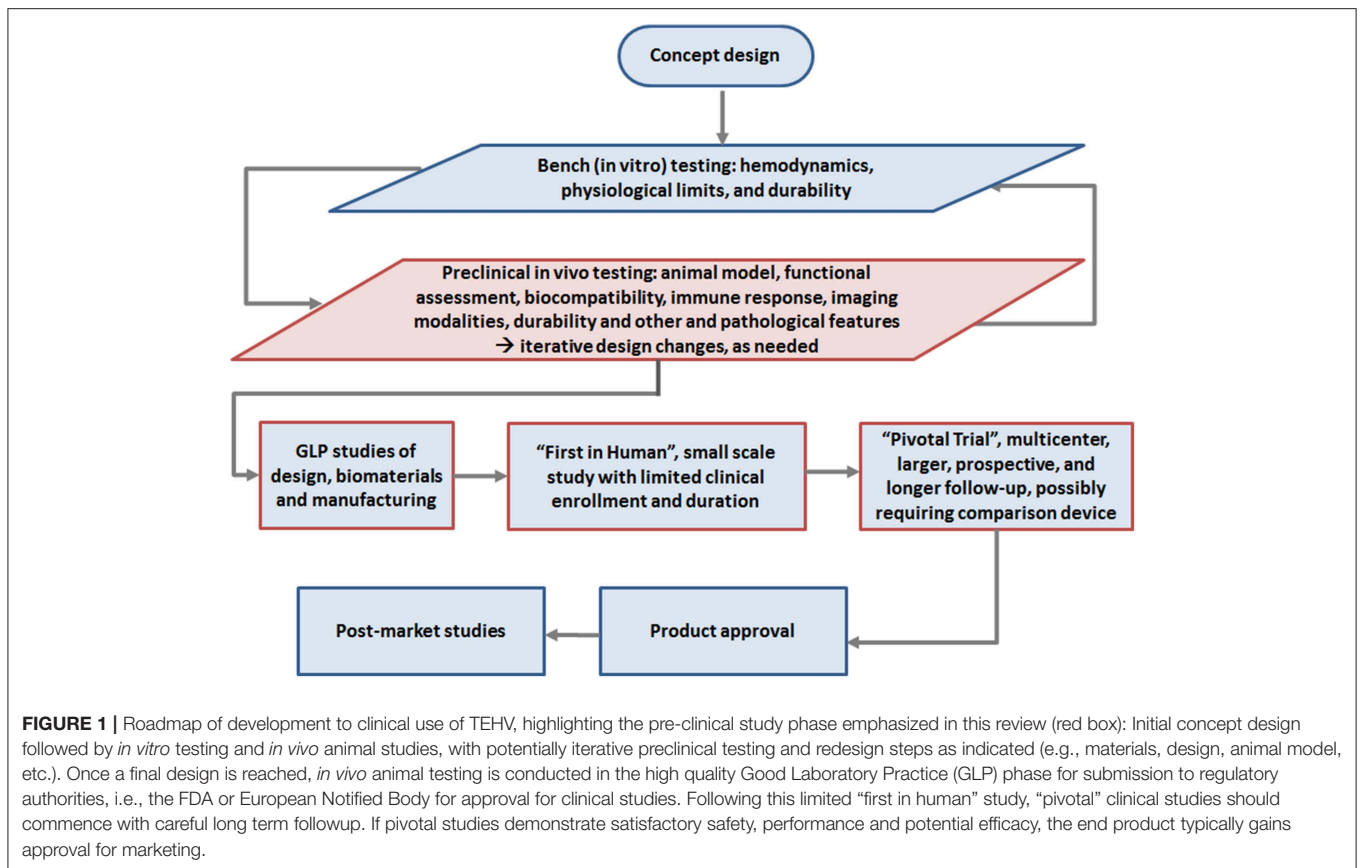 Concept design
Bench (in vitro) testing: hemodynamics,
physiological limits, and durability
Preclinical in vivo testing: animal model, functional
assessment, biocompatibility, immune response, imaging
modalities, durability and other and pathological features
→ iterative design changes, as needed
GLP studies of
design, biomaterials
and manufacturing
“First in Human”, small scale
study with limited clinical
enrollment and duration
“Pivotal Trial”, multicenter,
larger, prospective, and
longer follow-up, possibly
requiring comparison device
Post-market studies
Product approval
FIGURE 1 | Roadmap of development to clinical use of TEHV, highlighting the pre-clinical study phase emphasized in this review (red box): Initial concept design
followed by in vitro testing and in vivo animal studies, with potentially iterative preclinical testing and redesign steps as indicated (e.g., materials, design, animal model,
etc.). Once a final design is reached, in vivo animal testing is conducted in the high quality Good Laboratory Practice (GLP) phase for submission to regulatory
authorities, i.e., the FDA or European Notified Body for approval for clinical studies. Following this limited “first in human” study, “pivotal” clinical studies should
commence with careful long term followup. If pivotal studies demonstrate satisfactory safety, performance and potential efficacy, the end product typically gains
approval for marketing.